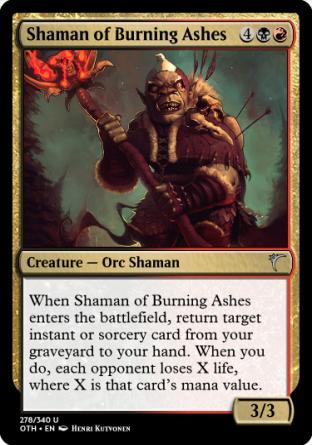 Shaman of Burning Ashes 4
Creature — Orc Shaman
When Shaman of Burning Ashes
enters the battlefield, return target
instant or sorcery card from your
graveyard to your hand. When you
do, each opponent loses X life,
where X is that card's mana value.
3/3
278/340 U
OTH • EN Henri Kutvonen